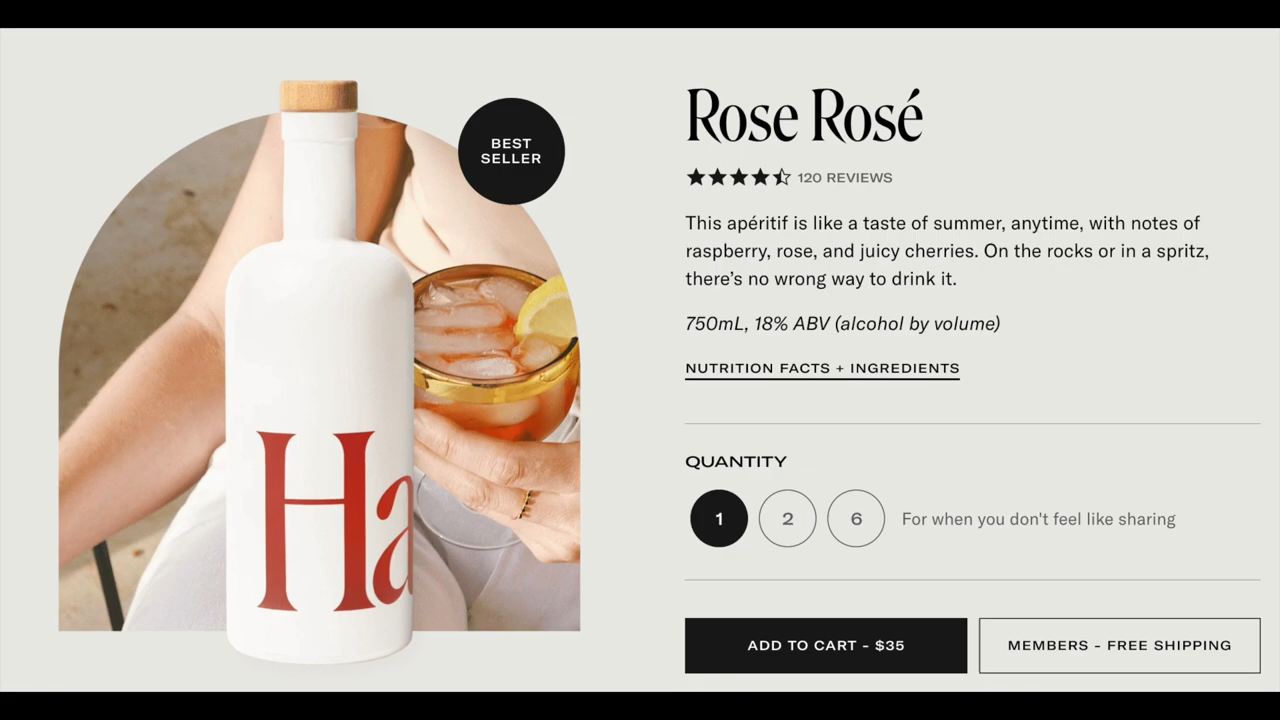 BEST
SELLER
Ha
Rose Rosé
120 REVIEWS
This apéritif is like a taste of summer, anytime, with notes of
raspberry, rose, and juicy cherries. On the rocks or in a spritz,
there's no wrong way to drink it.
750mL, 18% ABV (alcohol by volume)
NUTRITION FACTS + INGREDIENTS
QUANTITY
1 2 6 For when you don't feel like sharing
ADD TO CART - $35 MEMBERS - FREE SHIPPING